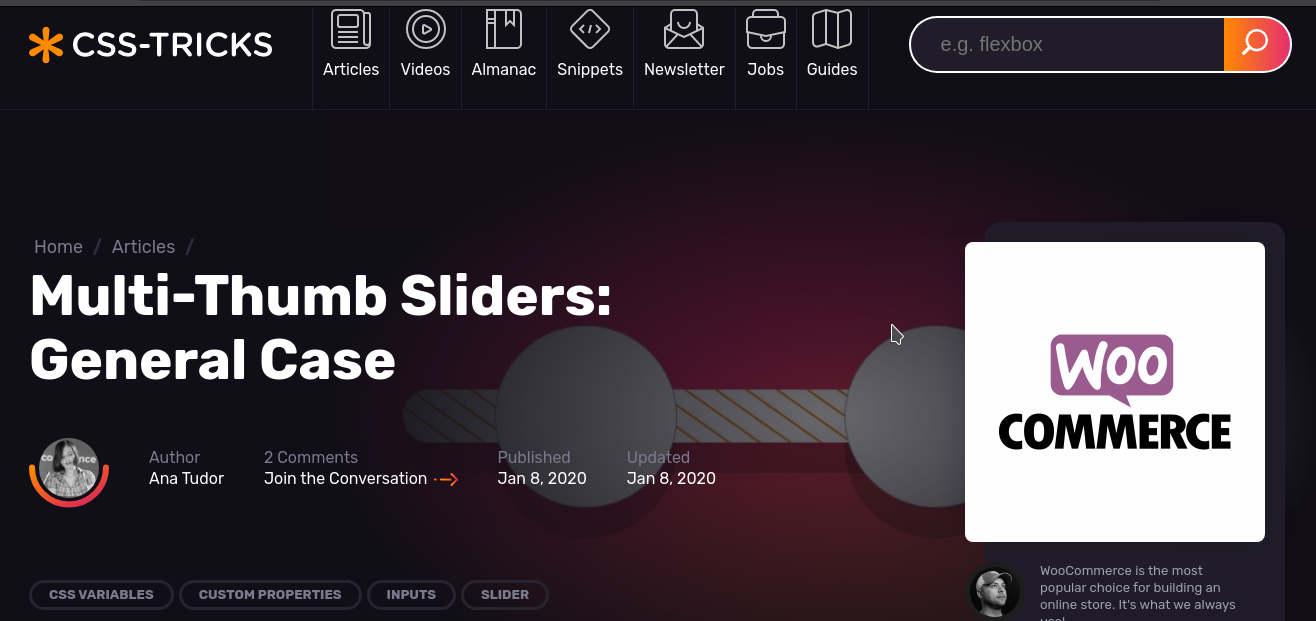 CSS-TRICKS
Articles
Videos
Almanac
Snippets
Newsletter
Jobs
Guides
e.g. flexbox
Home / Articles /
Multi-Thumb Sliders:
General Case
Author
Ana Tudor
2 Comments
Join the Conversation
Published
Jan 8, 2020
Updated
Jan 8, 2020
CSS VARIABLES
CUSTOM PROPERTIES
INPUTS
SLIDER
WOO
COMMERCE
WooCommerce is the most
popular choice for building an
online store. It's what we always